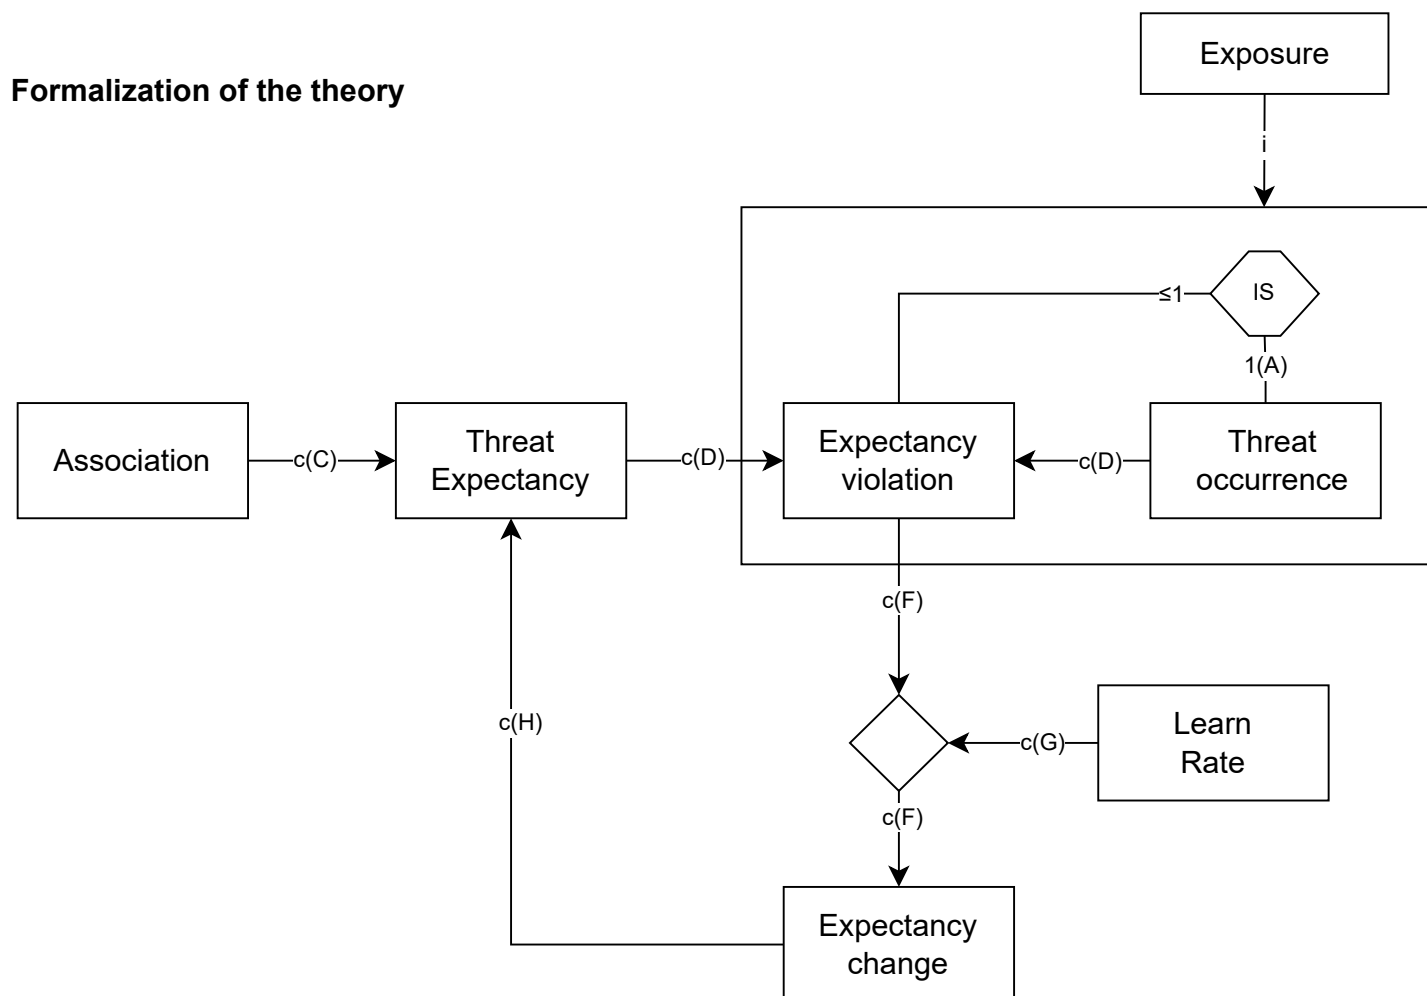 Exposure
Formalization of the theory
i
≤1
IS
1(A)
Association
c(C)
Threat
Expectancy
c(D)
Expectancy
violation
c(D)
Threat
occurrence
c(F)
c(H)
c(G)
Learn
Rate
c(F)
Expectancy
change